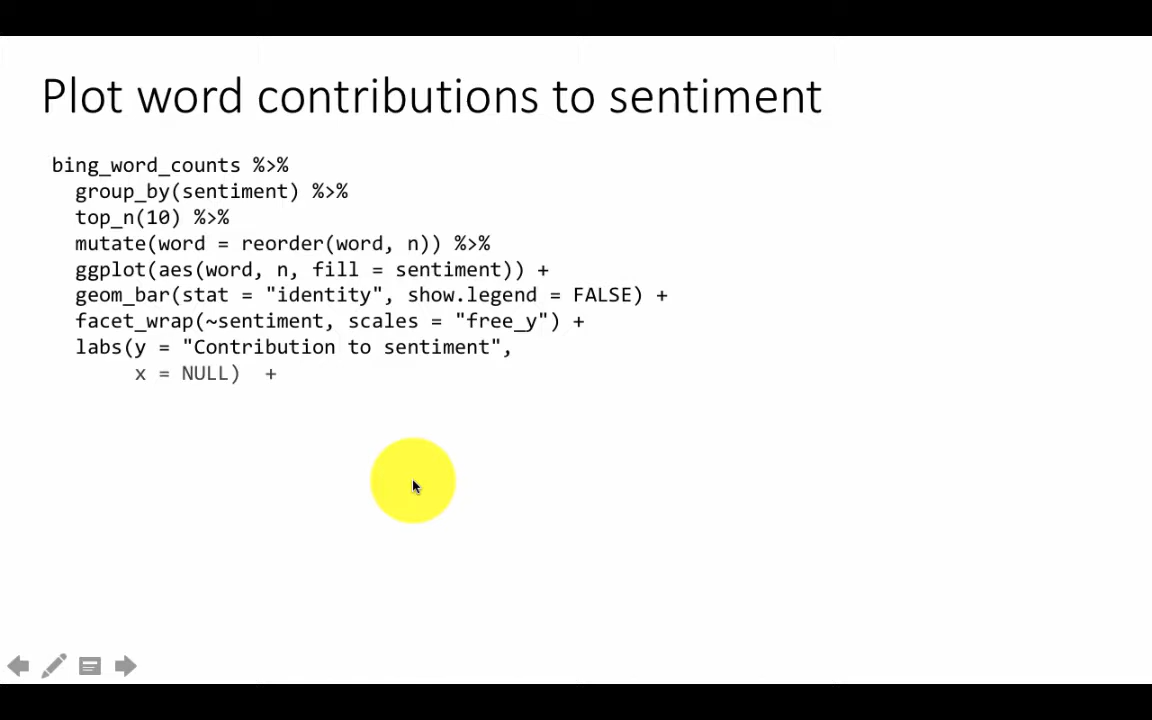 Plot word contributions to sentiment
bing_word_counts %>%
  group_by(sentiment) %>%
  top_n(10) %>%
  mutate(word = reorder(word, n)) %>%
  ggplot(aes(word, n, fill = sentiment)) +
  geom_bar(stat = "identity", show.legend = FALSE) +
  facet_wrap(~sentiment, scales = "free_y") +
  labs(y = "Contribution to sentiment",
       x = NULL)  +